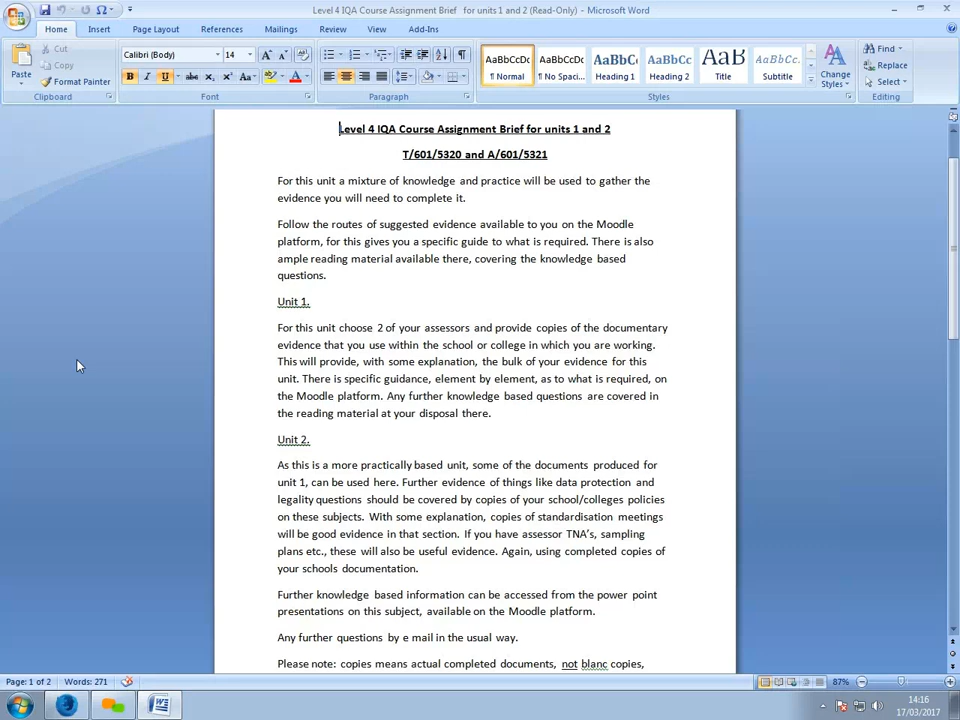 Level 4 IQA Course Assignment Brief   for units 1 and 2 (Read-Only) - Microsoft Word
Home Insert Page Layout References Mailings Review View Add-Ins
Paste
Cut
Copy
Format Painter
Clipboard
Calibri (Body) 14
B I U abc X₂ X² Aa
Font
Paragraph
AaBbCcDc AaBbCcDc AaBbC AaBbCc AaB AaBbCc.
¶ Normal ¶ No Spaci... Heading 1 Heading 2 Title Subtitle
Styles
Change
Styles
Find
Replace
Select
Editing
Level 4 IQA Course Assignment Brief for units 1 and 2
T/601/5320 and A/601/5321
For this unit a mixture of knowledge and practice will be used to gather the
evidence you will need to complete it.
Follow the routes of suggested evidence available to you on the Moodle
platform, for this gives you a specific guide to what is required. There is also
ample reading material available there, covering the knowledge based
questions.
Unit 1.
For this unit choose 2 of your assessors and provide copies of the documentary
evidence that you use within the school or college in which you are working.
This will provide, with some explanation, the bulk of your evidence for this
unit. There is specific guidance, element by element, as to what is required, on
the Moodle platform. Any further knowledge based questions are covered in
the reading material at your disposal there.
Unit 2.
As this is a more practically based unit, some of the documents produced for
unit 1, can be used here. Further evidence of things like data protection and
legality questions should be covered by copies of your school/colleges policies
on these subjects. With some explanation, copies of standardisation meetings
will be good evidence in that section. If you have assessor TNA's, sampling
plans etc., these will also be useful evidence. Again, using completed copies of
your schools documentation.
Further knowledge based information can be accessed from the power point
presentations on this subject, available on the Moodle platform.
Any further questions by e mail in the usual way.
Please note: copies means actual completed documents, not blanc copies,
Page: 1 of 2 Words: 271 87%
14:16
17/03/2017